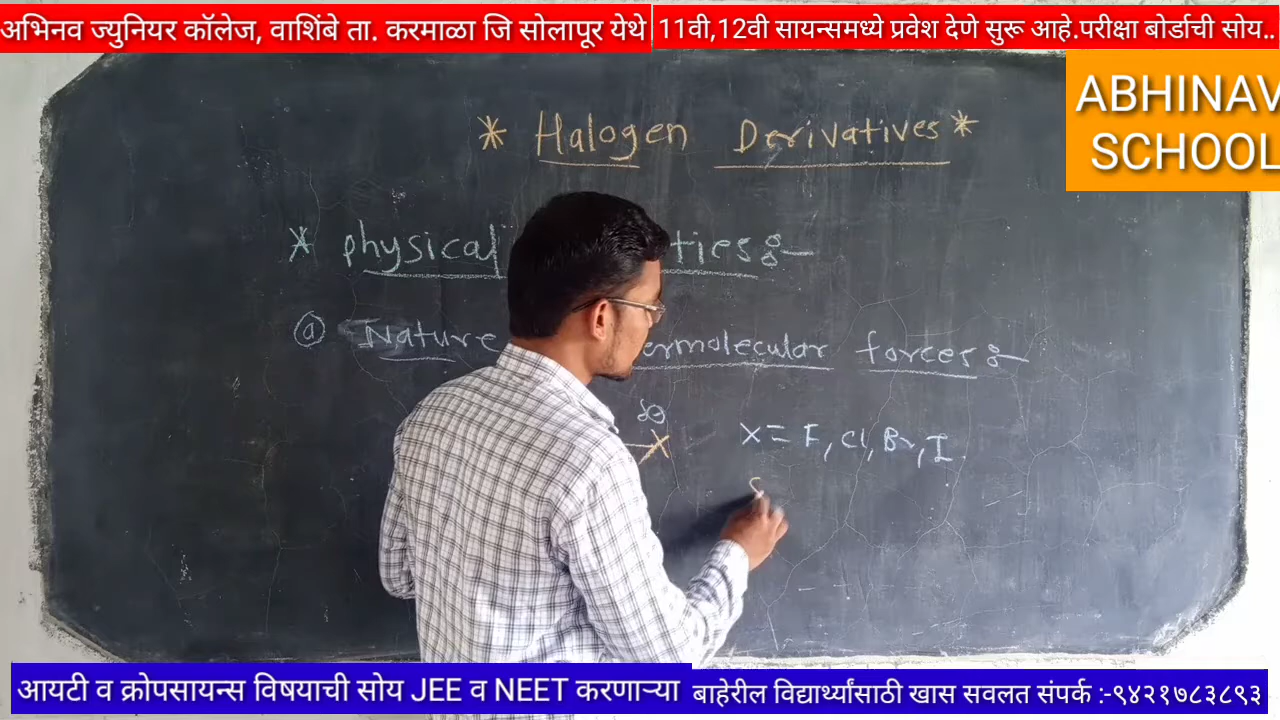 अभिनव ज्युनियर कॉलेज, वाशिंबे ता. करमाळा जि सोलापूर येथे
11वी,12वी सायन्समध्ये प्रवेश देणे सुरू आहे.परीक्षा बोर्डाची सोय..
ABHINAV
SCHOOL
* Halogen Derivatives *
* physical ties :-
(a) Nature ermolecular forces :-
δ⊖
X X = F, Cl, Br, I.
आयटी व क्रोपसायन्स विषयाची सोय JEE व NEET करणाऱ्या
बाहेरील विद्यार्थ्यांसाठी खास सवलत संपर्क :-९४२१७८३८९३